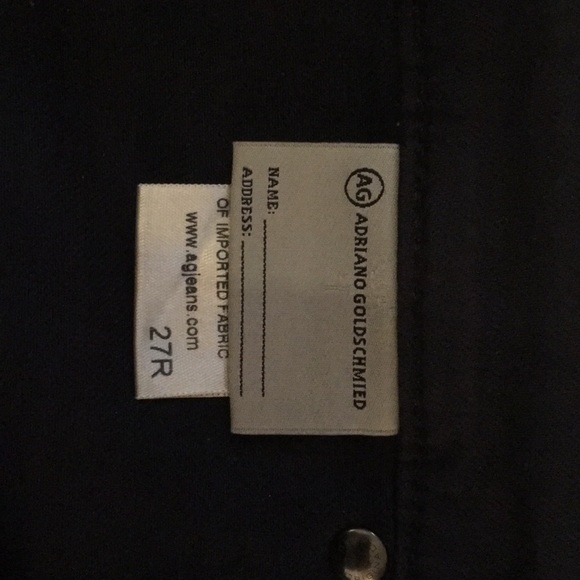 AG ADRIANO GOLDSCHMIED
NAME:
ADDRESS:
OF IMPORTED FABRIC
www.agjeans.com
27R